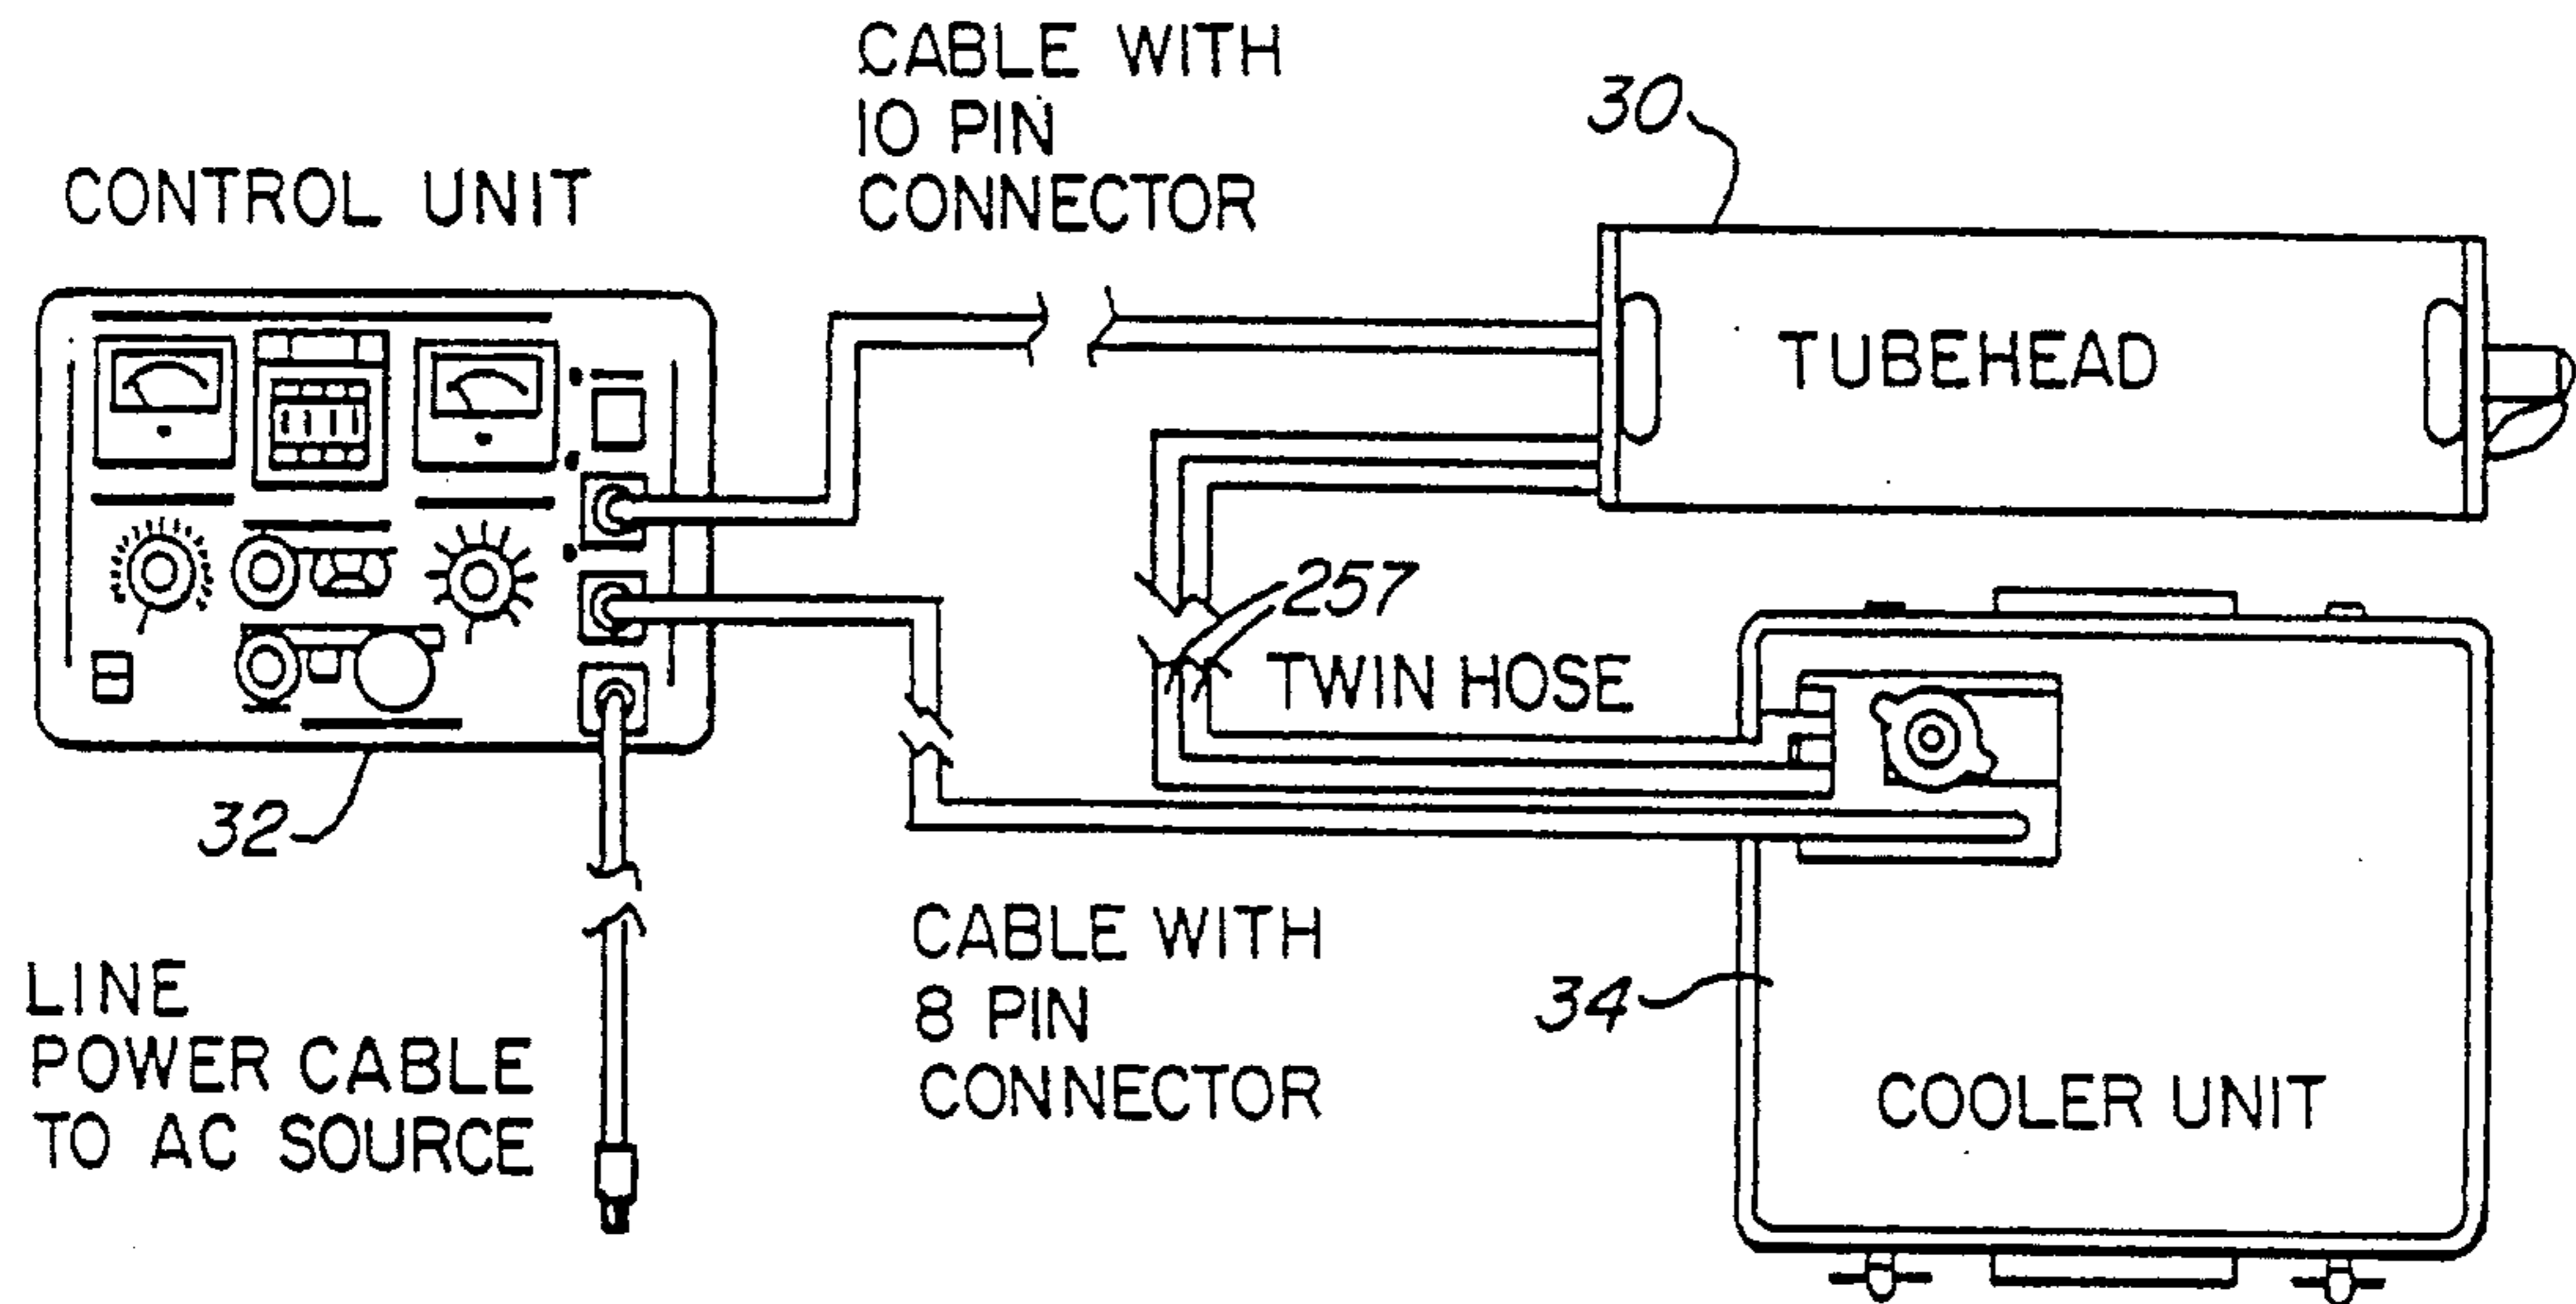 CABLE WITH
10 PIN
CONNECTOR
CONTROL UNIT
30
TUBEHEAD
257
TWIN HOSE
32
LINE
POWER CABLE
TO AC SOURCE
CABLE WITH
8 PIN
CONNECTOR
34
COOLER UNIT